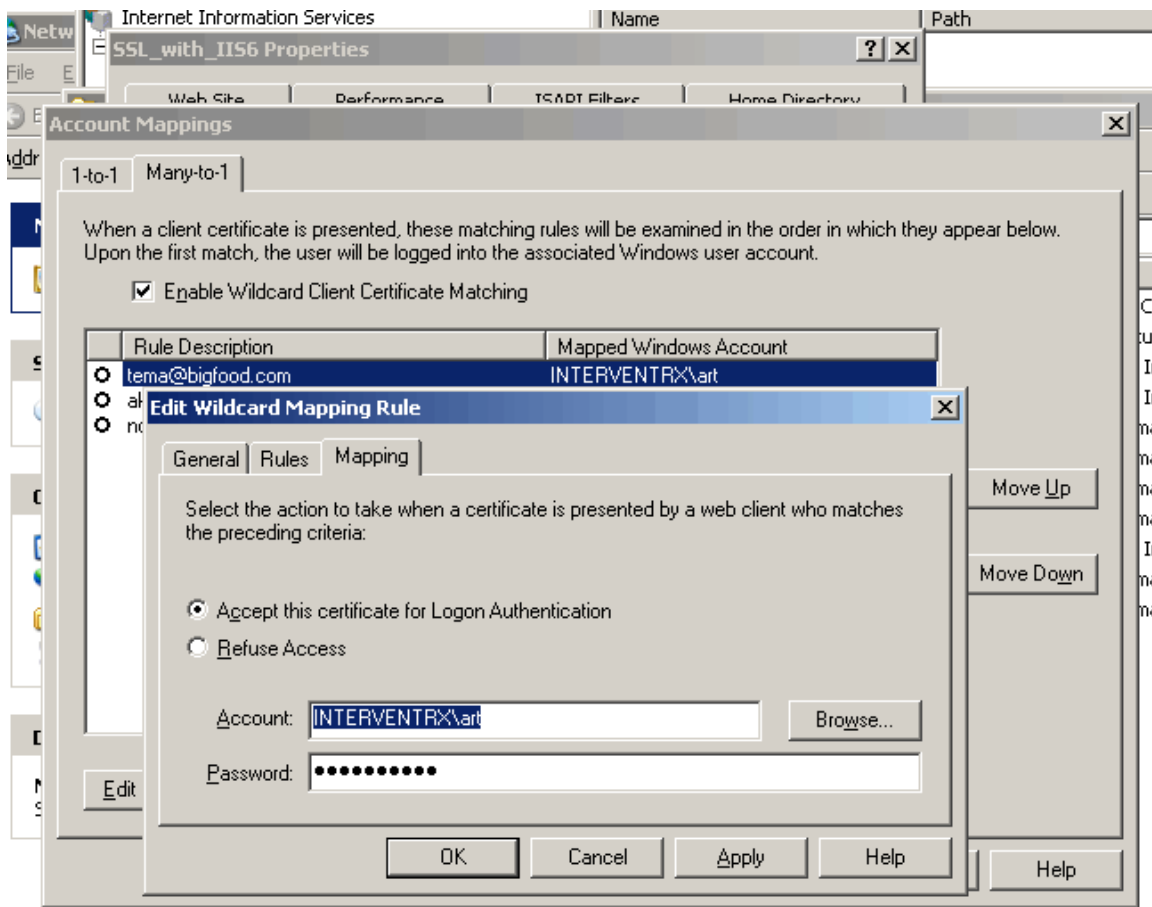 Internet Information Services
Name
Path
File
SSL_with_IIS6 Properties
Web Site
Performance
ISAPI Filters
Home Directory
Account Mappings
1-to-1
Many-to-1
When a client certificate is presented, these matching rules will be examined in the order in which they appear below.
Upon the first match, the user will be logged into the associated Windows user account.
Enable Wildcard Client Certificate Matching
Rule Description
Mapped Windows Account
tema@bigfood.com
INTERVENTRX\art
Edit Wildcard Mapping Rule
General
Rules
Mapping
Select the action to take when a certificate is presented by a web client who matches
the preceding criteria:
Accept this certificate for Logon Authentication
Refuse Access
Account:
INTERVENTRX\art
Browse...
Password:
Move Up
Move Down
Edit
OK
Cancel
Apply
Help
Help